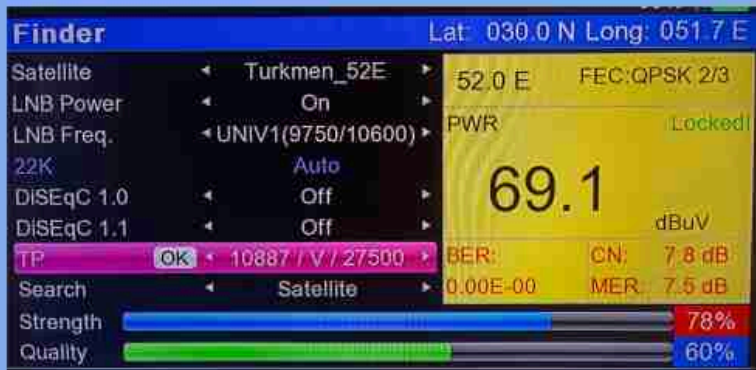 Finder Lat: 030.0 N Long: 051.7 E
Satellite Turkmen_52E
LNB Power On
LNB Freq. UNIV1(9750/10600)
22K Auto
DiSEqC 1.0 Off
DiSEqC 1.1 Off
TP OK 10887 / V / 27500
Search Satellite
52.0 E FEC:QPSK 2/3
PWR Locked!
69.1
dBuV
BER: CN: 7.8 dB
0.00E-00 MER: 7.5 dB
Strength 78%
Quality 60%